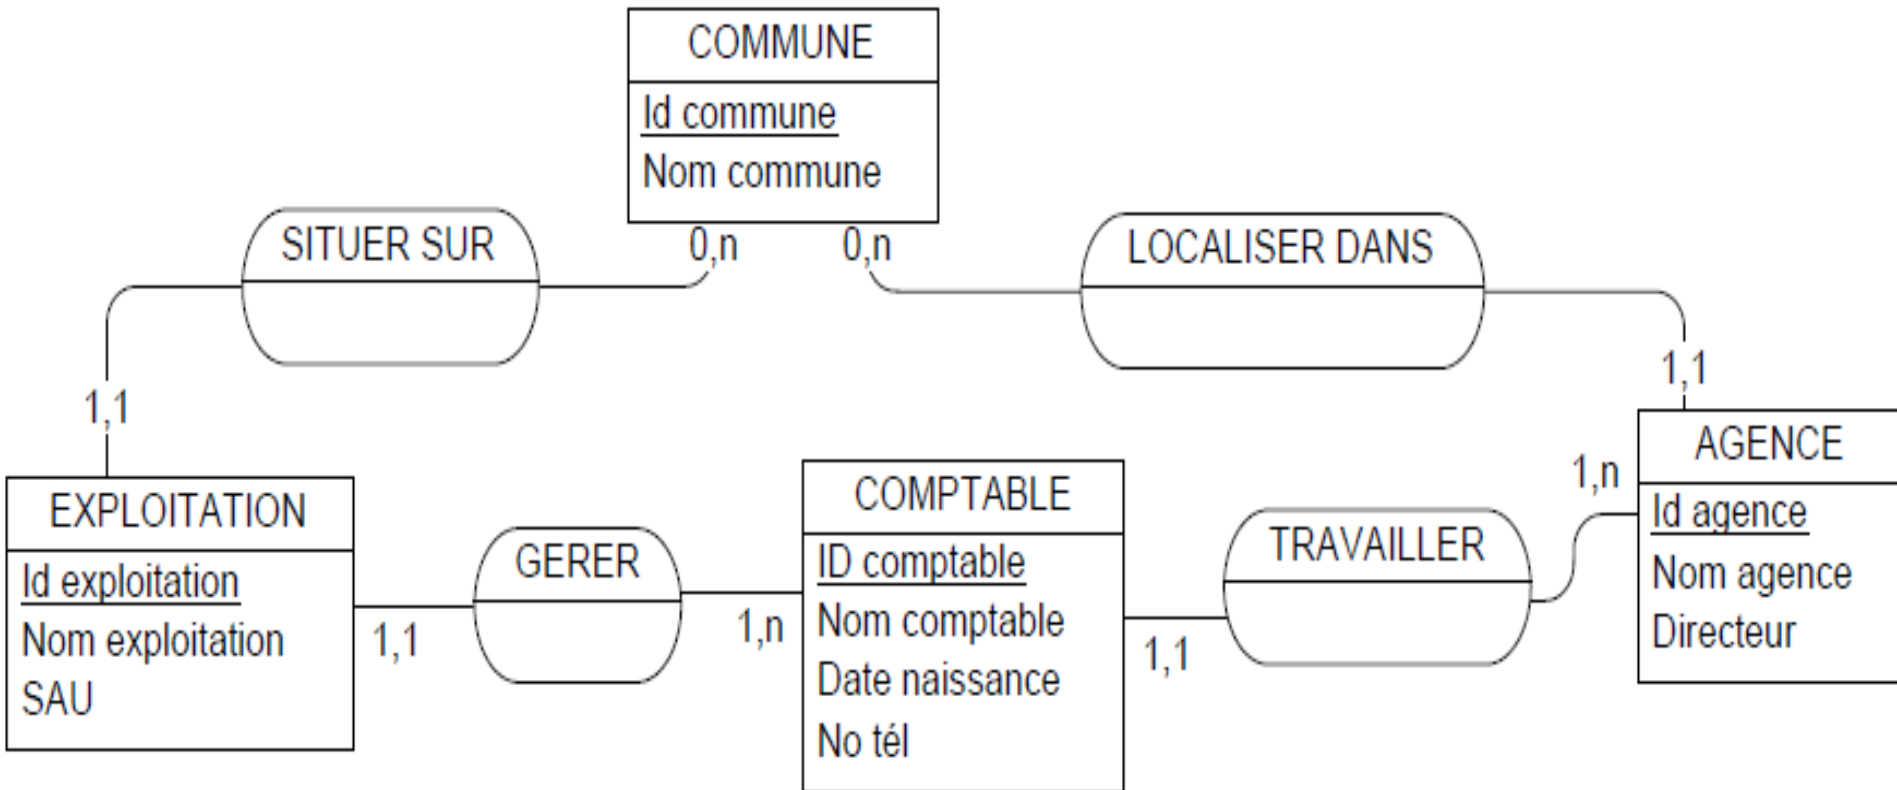 COMMUNE
Id commune
Nom commune
0,n
0,n
SITUER SUR
LOCALISER DANS
1,1
1,1
EXPLOITATION
Id exploitation
Nom exploitation
SAU
1,1
GERER
1,n
COMPTABLE
ID comptable
Nom comptable
Date naissance
No tél
1,1
TRAVAILLER
1,n
AGENCE
Id agence
Nom agence
Directeur